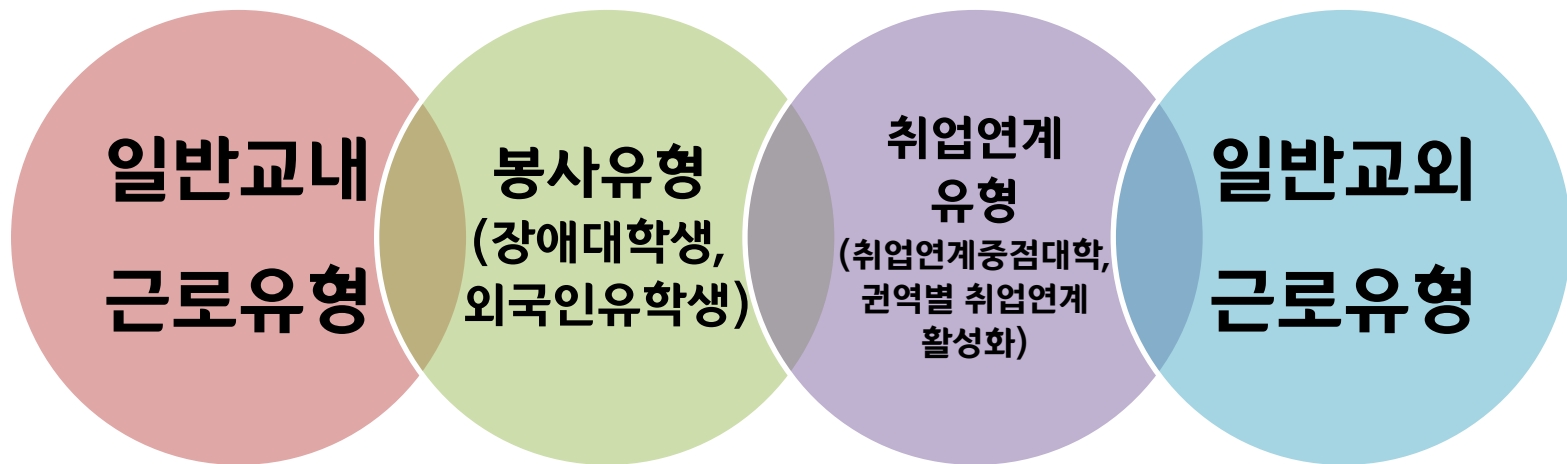 일반교내
근로유형
봉사유형
(장애대학생,
외국인유학생)
취업연계
유형
(취업연계중점대학,
권역별 취업연계
활성화)
일반교외
근로유형